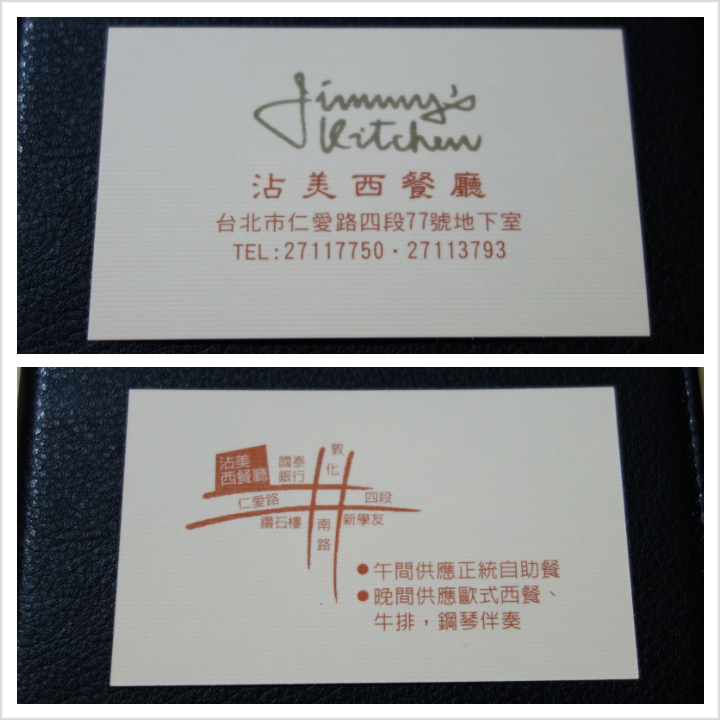 Jimmy's
Kitchen
沾美西餐廳
台北市仁愛路四段77號地下室
TEL:27117750・27113793
沾美
西餐廳
國泰
銀行
敦
化
仁愛路
四段
鑽石樓
南
路
新學友
●午間供應正統自助餐
●晚間供應歐式西餐、
牛排，鋼琴伴奏